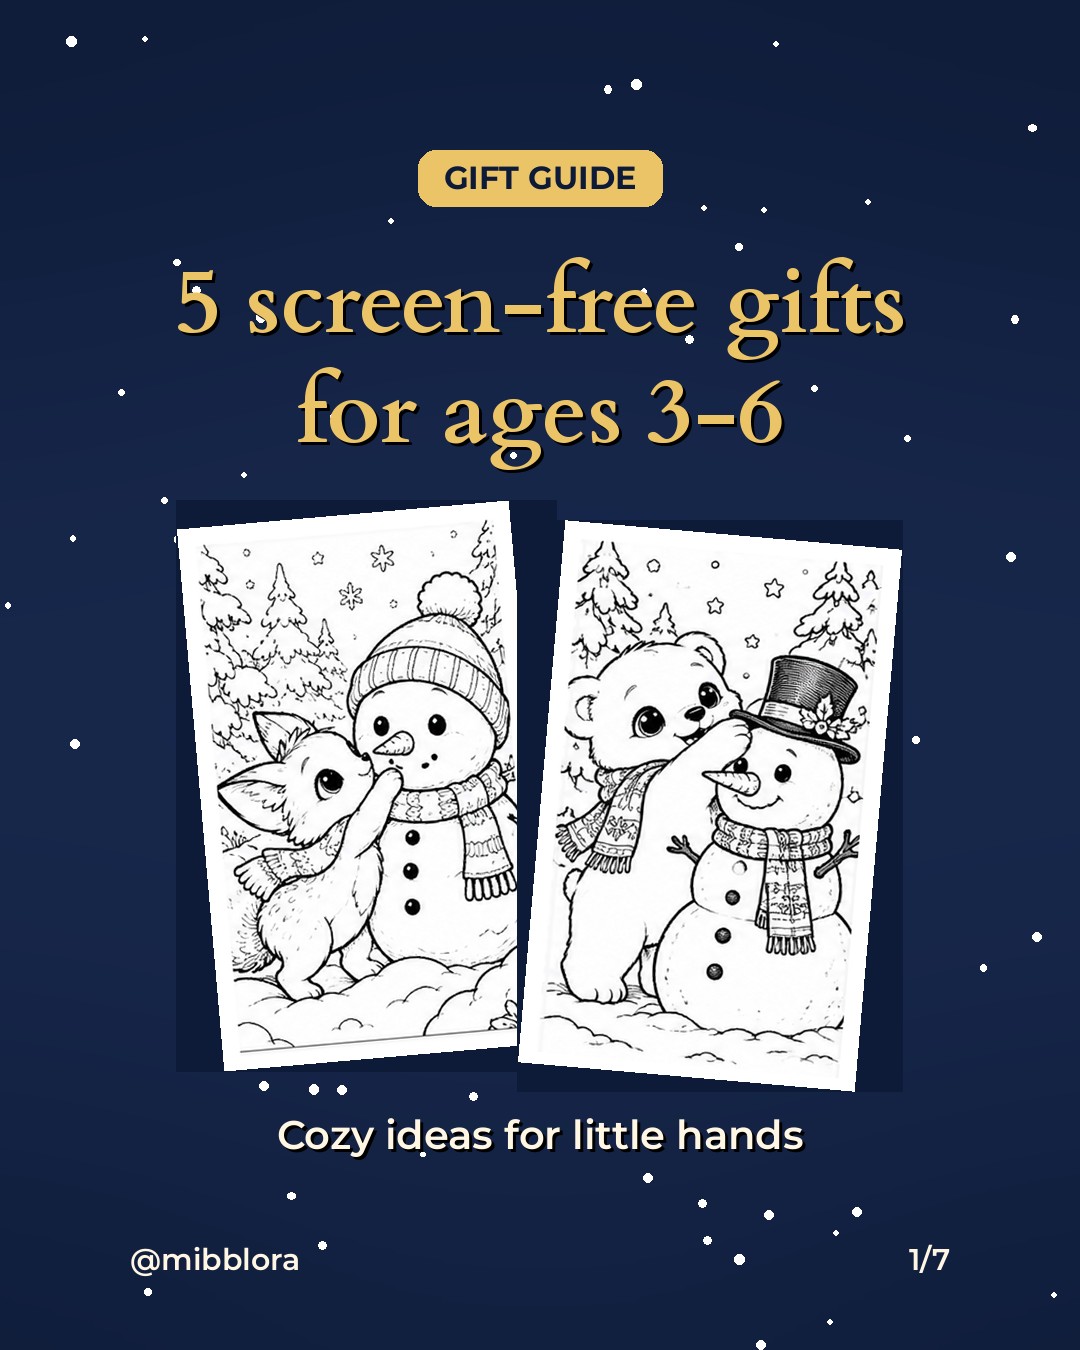 GIFT GUIDE
5 screen-free gifts
for ages 3-6
Cozy ideas for little hands
@mibblora
1/7